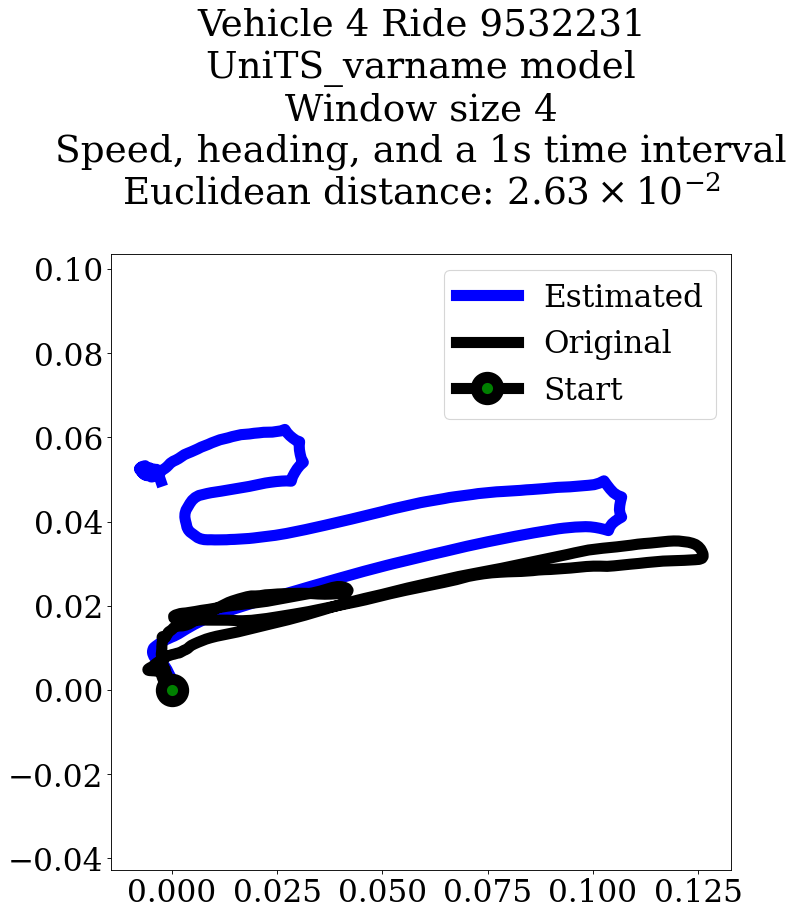 Vehicle 4 Ride 9532231
UniTS_varname model
Window size 4
Speed, heading, and a 1s time interval
Euclidean distance: 2.63 × 10⁻²
Estimated
Original
Start
0.10
0.08
0.06
0.04
0.02
0.00
−0.02
−0.04
0.000 0.025 0.050 0.075 0.100 0.125